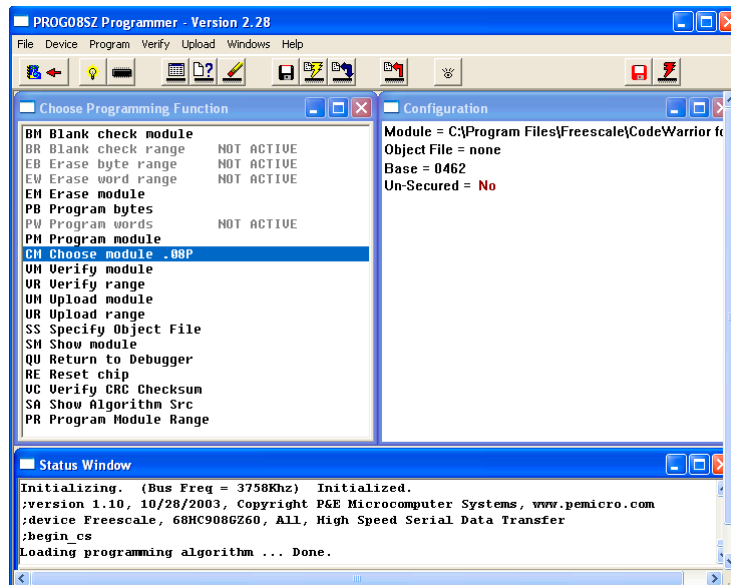 PROG08SZ Programmer - Version 2.28
File Device Program Verify Upload Windows Help
Choose Programming Function
BM Blank check module
BR Blank check range NOT ACTIVE
EB Erase byte range NOT ACTIVE
EW Erase word range NOT ACTIVE
EM Erase module
PB Program bytes
PW Program words NOT ACTIVE
PM Program module
CM Choose module .08P
VM Verify module
VR Verify range
UM Upload module
UR Upload range
SS Specify Object File
SM Show module
QU Return to Debugger
RE Reset chip
VC Verify CRC Checksum
SA Show Algorithm Src
PR Program Module Range
Configuration
Module = C:\Program Files\Freescale\CodeWarrior fo
Object File = none
Base = 0462
Un-Secured = No
Status Window
Initializing. (Bus Freq = 3758Khz) Initialized.
;version 1.10, 10/28/2003, Copyright P&E Microcomputer Systems, www.pemicro.com
;device Freescale, 68HC908GZ60, All, High Speed Serial Data Transfer
;begin_cs
Loading programming algorithm ... Done.